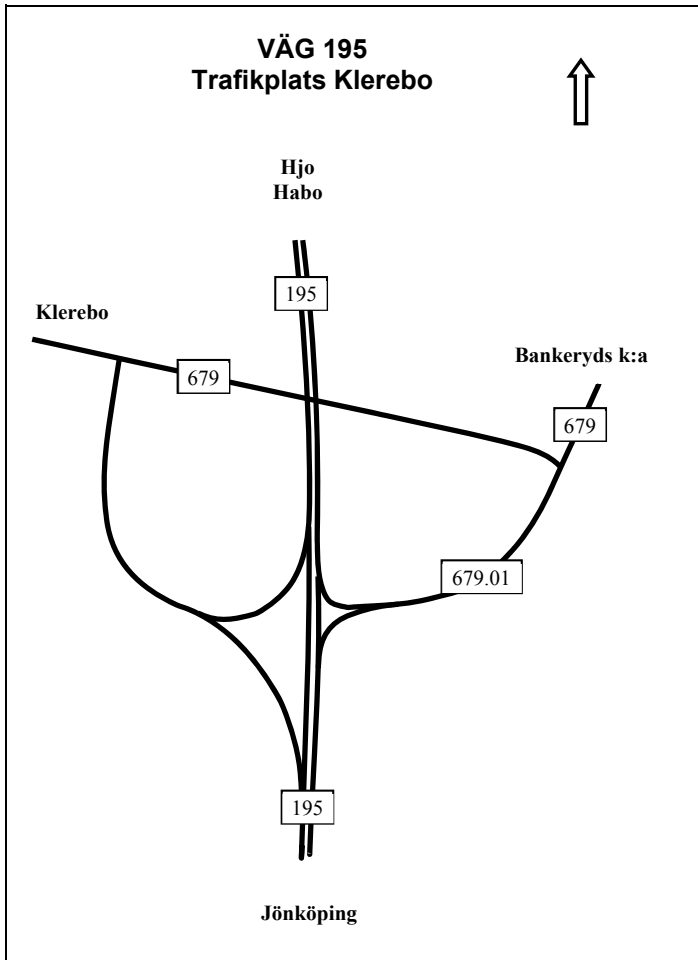 VÄG 195
Trafikplats Klerebo
Hjo
Habo
195
Klerebo
679
Bankeryds k:a
679
679.01
195
Jönköping